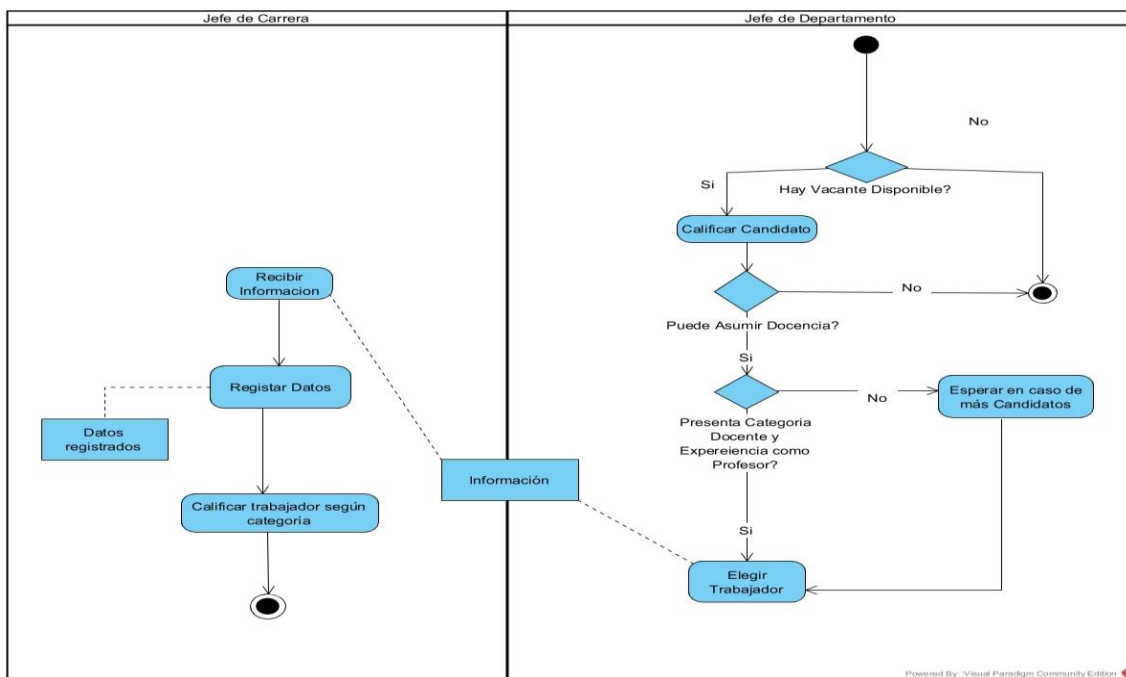 Jefe de Carrera
Jefe de Departamento
No
Hay Vacante Disponible?
Si
Calificar Candidato
Recibir
Informacion
No
Puede Asumir Docencia?
Si
Registar Datos
Esperar en caso de
más Candidatos
No
Datos
registrados
Presenta Categoria
Docente y
Expereiencia como
Profesor?
Información
Calificar trabajador según
categoría
Si
Elegir
Trabajador
Powered By Visual Paradigm Community Edition